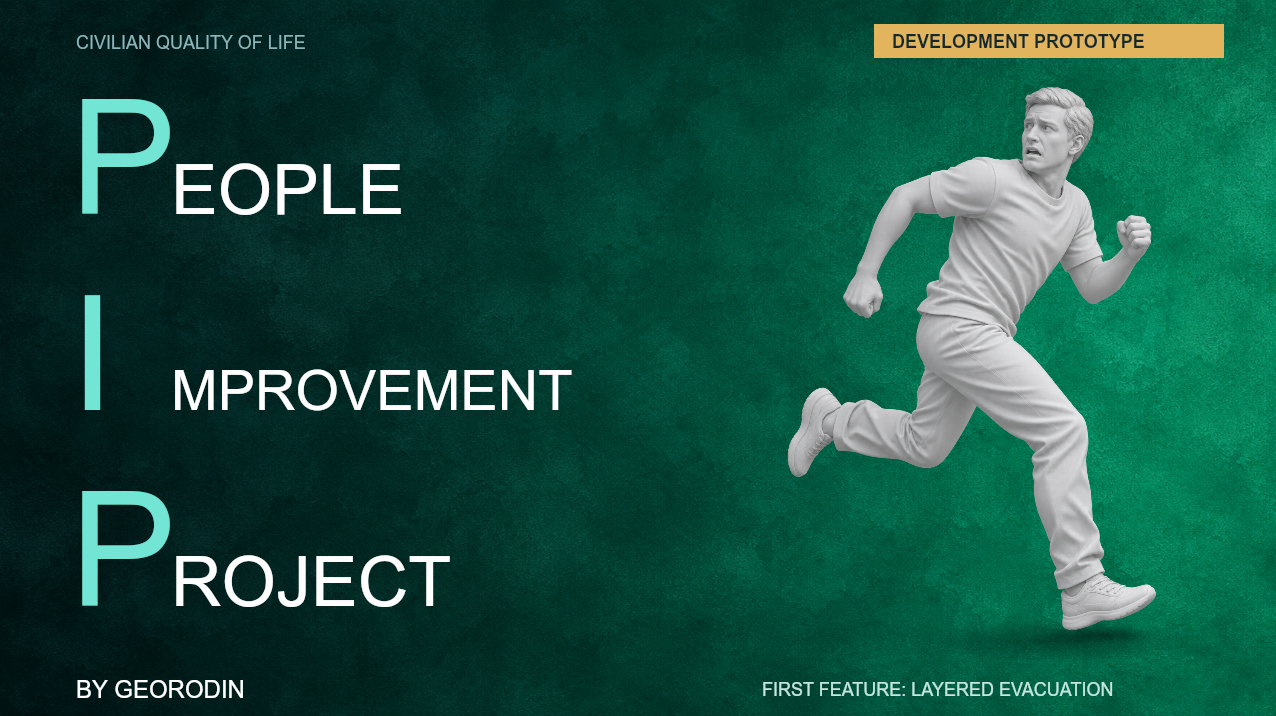 CIVILIAN QUALITY OF LIFE
DEVELOPMENT PROTOTYPE
PEOPLE
IMPROVEMENT
PROJECT
BY GEORODIN
FIRST FEATURE: LAYERED EVACUATION